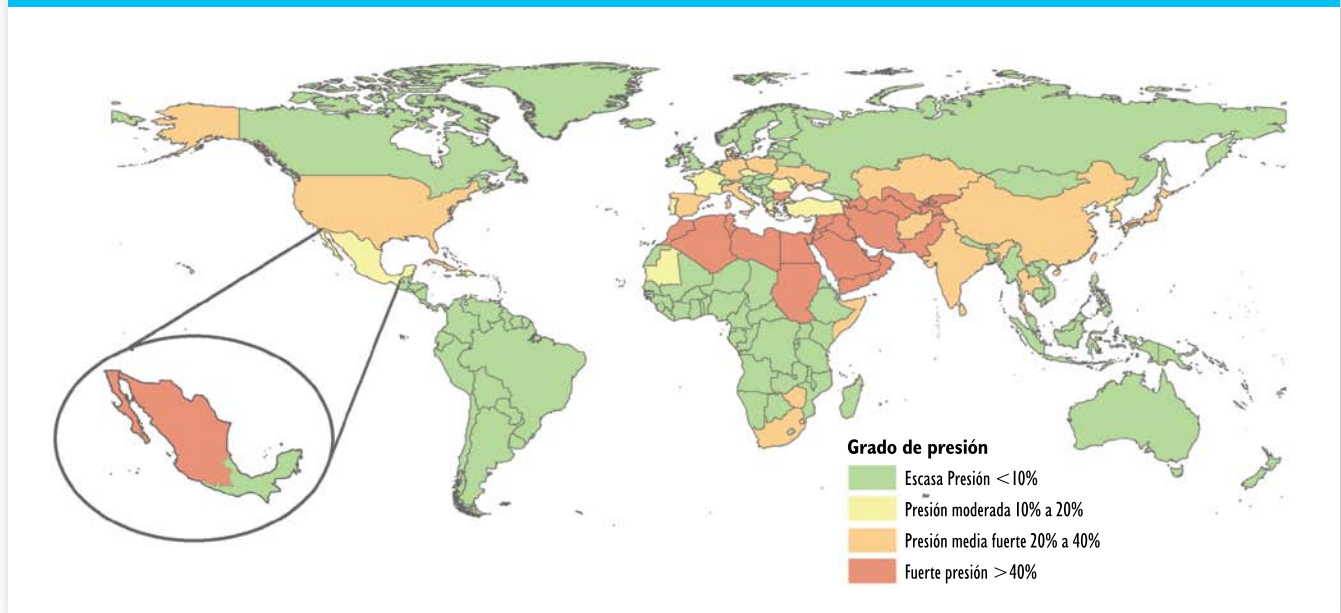 Grado de presión
Escasa Presión <10%
Presión moderada 10% a 20%
Presión media fuerte 20% a 40%
Fuerte presión >40%